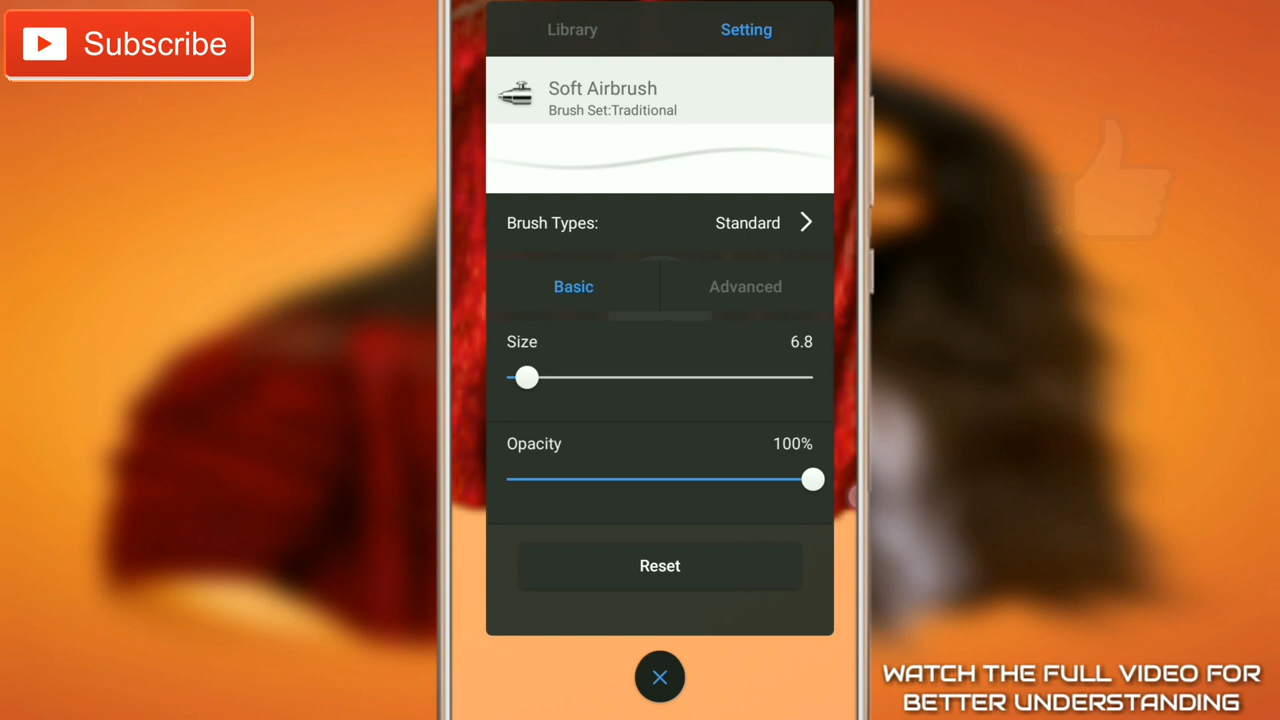 Subscribe
Library
Setting
Soft Airbrush
Brush Set:Traditional
Brush Types:
Standard
Basic
Advanced
Size
6.8
Opacity
100%
Reset
WATCH THE FULL VIDEO FOR
BETTER UNDERSTANDING